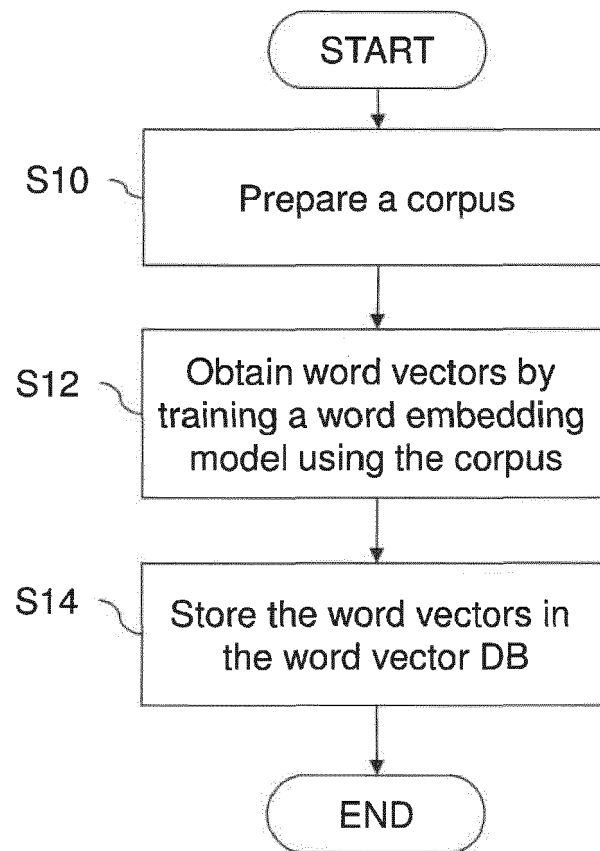 START
S10
Prepare a corpus
S12
Obtain word vectors by
training a word embedding
model using the corpus
S14
Store the word vectors in
the word vector DB
END